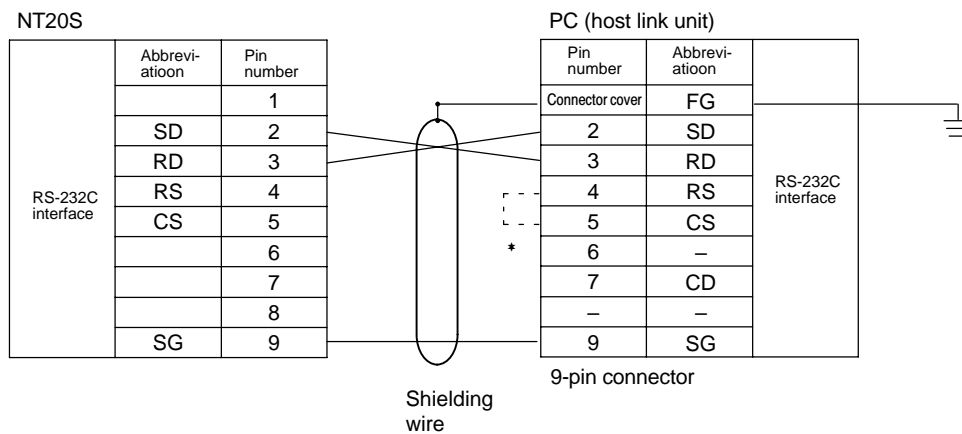 NT20S
PC (host link unit)
Abbrevi-
atioon
Pin
number
Pin
number
Abbrevi-
atioon
1
Connector cover FG
SD 2
2 SD
RD 3
3 RD
RS 4
4 RS
CS 5
5 CS
RS-232C
interface
RS-232C
interface
6
*
6 –
7
7 CD
8
– –
SG 9
9 SG
9-pin connector
Shielding
wire